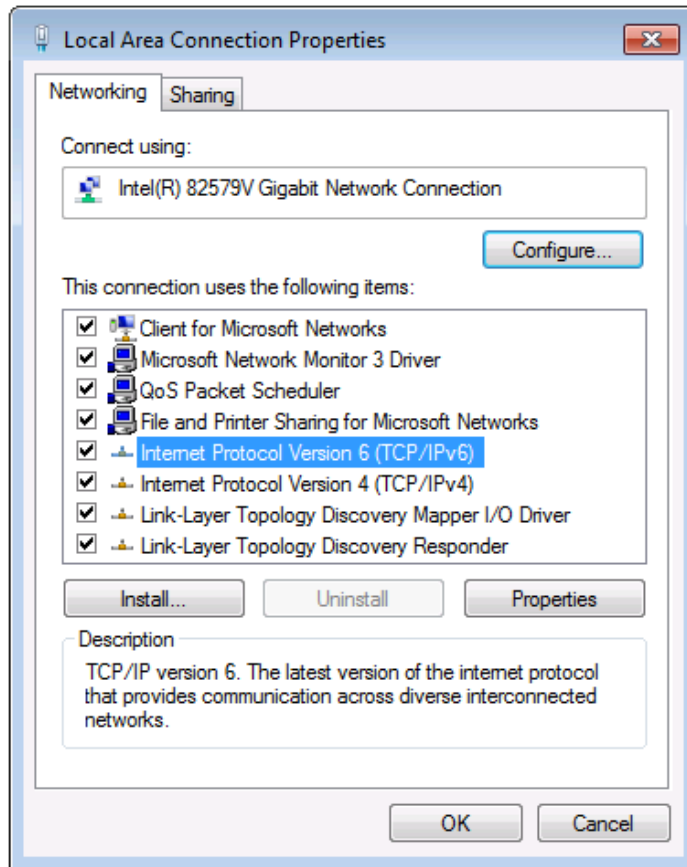 Local Area Connection Properties
Networking
Sharing
Connect using:
Intel(R) 82579V Gigabit Network Connection
Configure...
This connection uses the following items:
Client for Microsoft Networks
Microsoft Network Monitor 3 Driver
QoS Packet Scheduler
File and Printer Sharing for Microsoft Networks
Internet Protocol Version 6 (TCP/IPv6)
Internet Protocol Version 4 (TCP/IPv4)
Link-Layer Topology Discovery Mapper I/O Driver
Link-Layer Topology Discovery Responder
Install...
Uninstall
Properties
Description
TCP/IP version 6. The latest version of the internet protocol
that provides communication across diverse interconnected
networks.
OK
Cancel